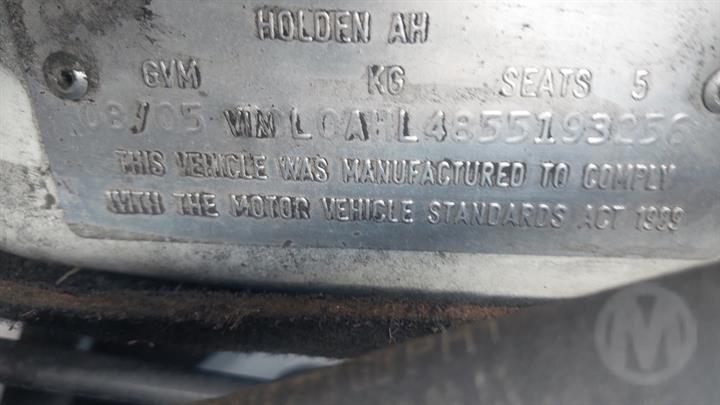 HOLDEN AH
GVM KG SEATS 5
08/05 VIN
THIS VEHICLE WAS MANUFACTURED TO COMPLY
WITH THE MOTOR VEHICLE STANDARDS ACT 1989
M